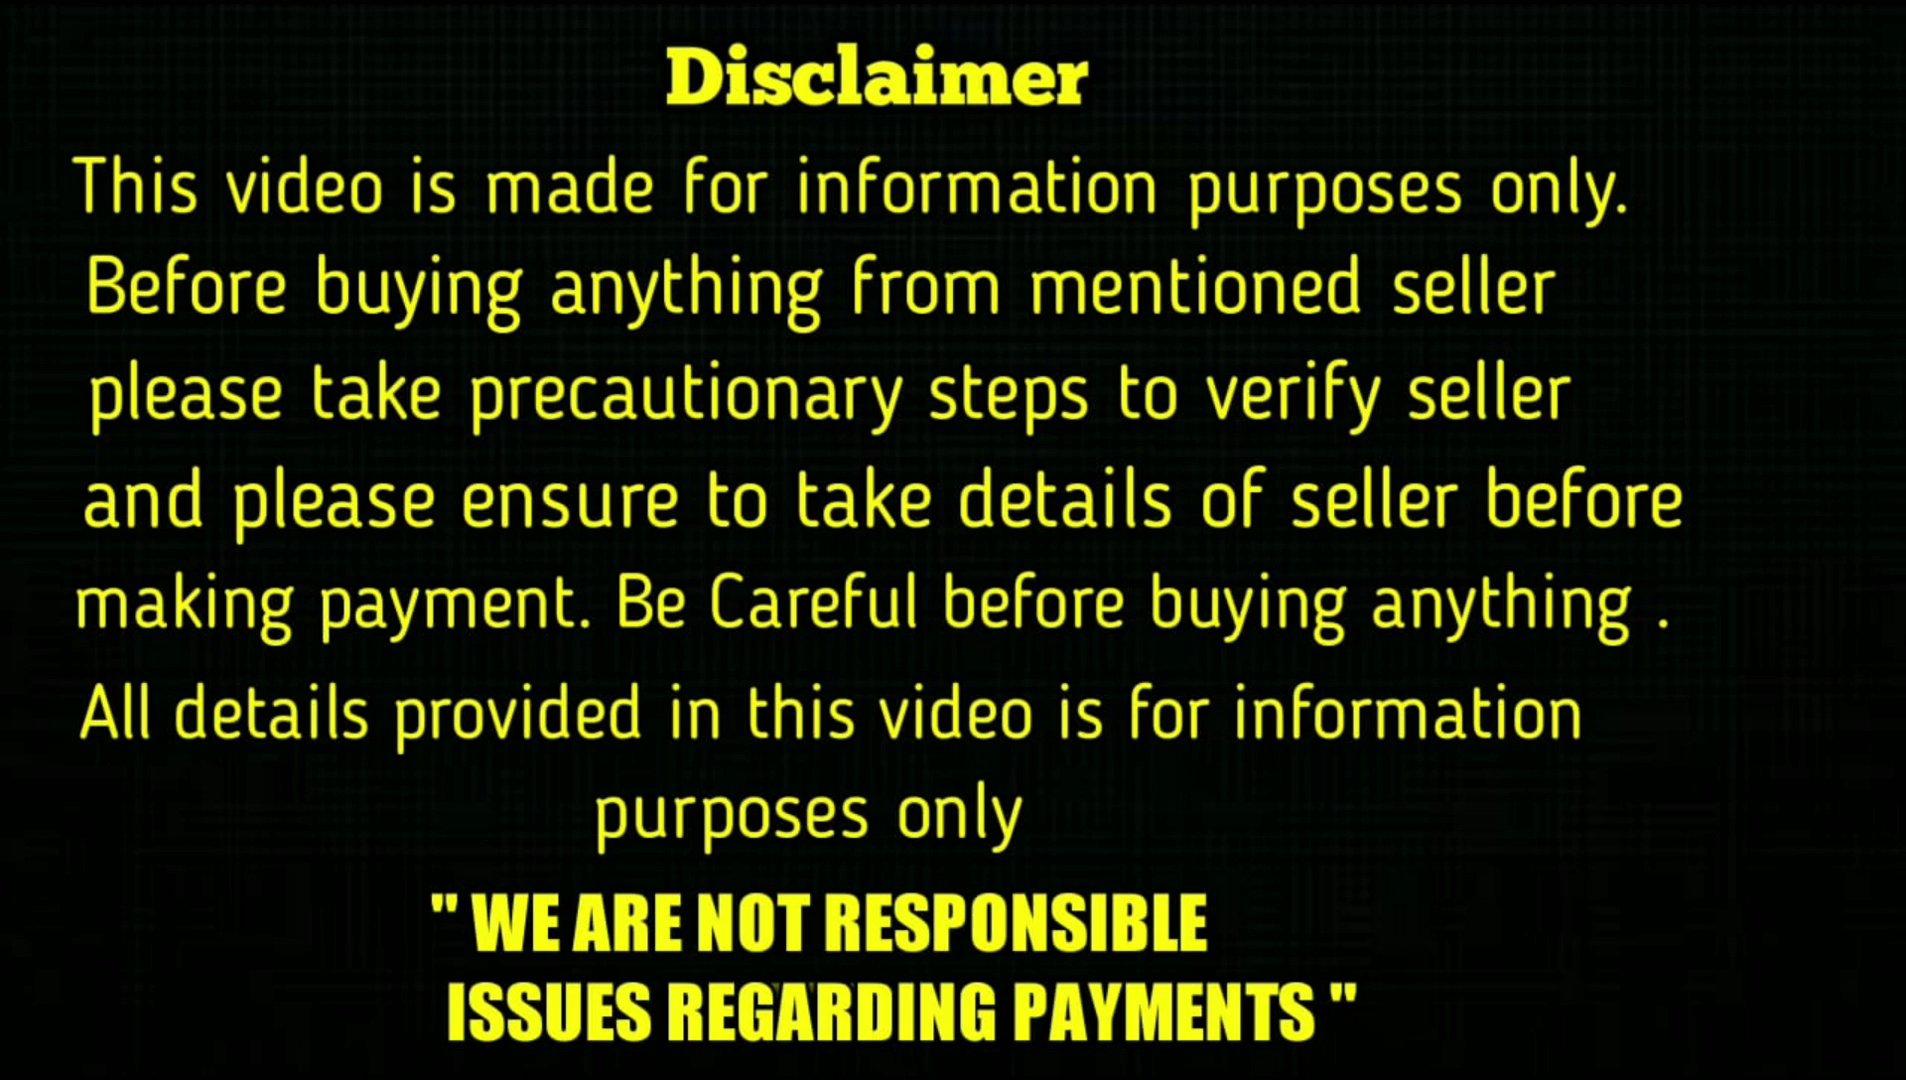 Disclaimer
This video is made for information purposes only.
Before buying anything from mentioned seller
please take precautionary steps to verify seller
and please ensure to take details of seller before
making payment. Be Careful before buying anything .
All details provided in this video is for information
purposes only
" WE ARE NOT RESPONSIBLE
ISSUES REGARDING PAYMENTS "